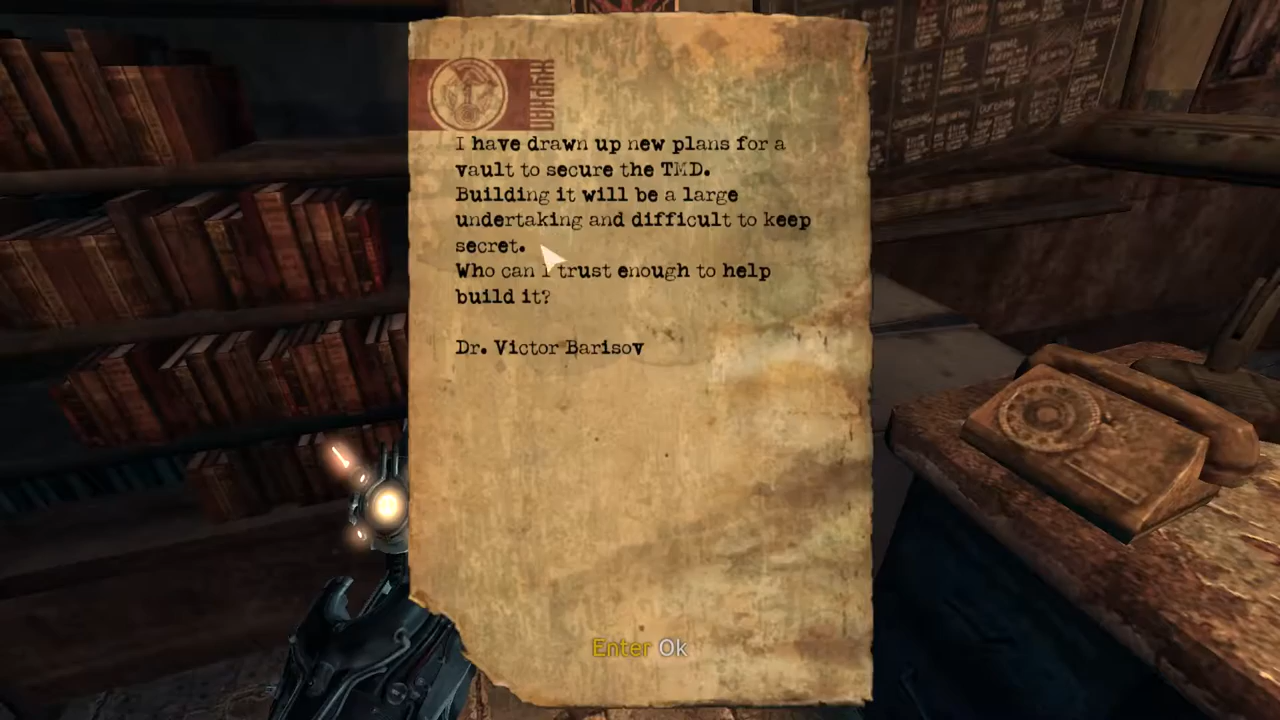 I have drawn up new plans for a
vault to secure the TMD.
Building it will be a large
undertaking and difficult to keep
secret.
Who can I trust enough to help
build it?
Dr. Victor Barisov
Enter Ok